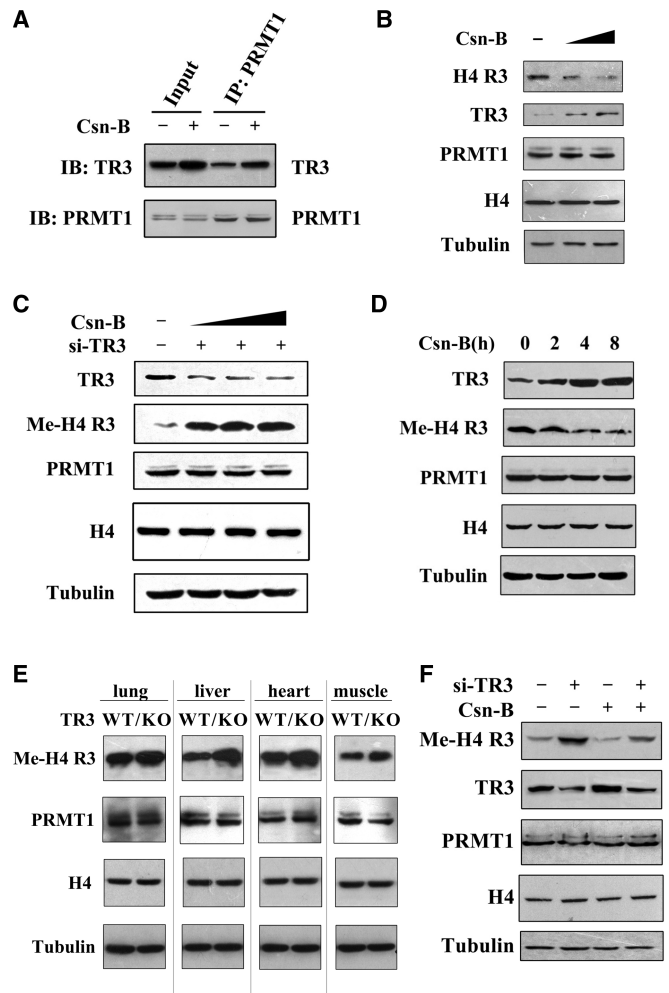 A
Input
IP: PRMT1
Csn-B − + − +
IB: TR3 TR3
IB: PRMT1 PRMT1
B
Csn-B −
H4 R3
TR3
PRMT1
H4
Tubulin
C
Csn-B −
si-TR3 − + + +
TR3
Me-H4 R3
PRMT1
H4
Tubulin
D
Csn-B(h) 0 2 4 8
TR3
Me-H4 R3
PRMT1
H4
Tubulin
E
lung liver heart muscle
TR3 WT/KO WT/KO WT/KO WT/KO
Me-H4 R3
PRMT1
H4
Tubulin
F
si-TR3 − + − +
Csn-B − − + +
Me-H4 R3
TR3
PRMT1
H4
Tubulin